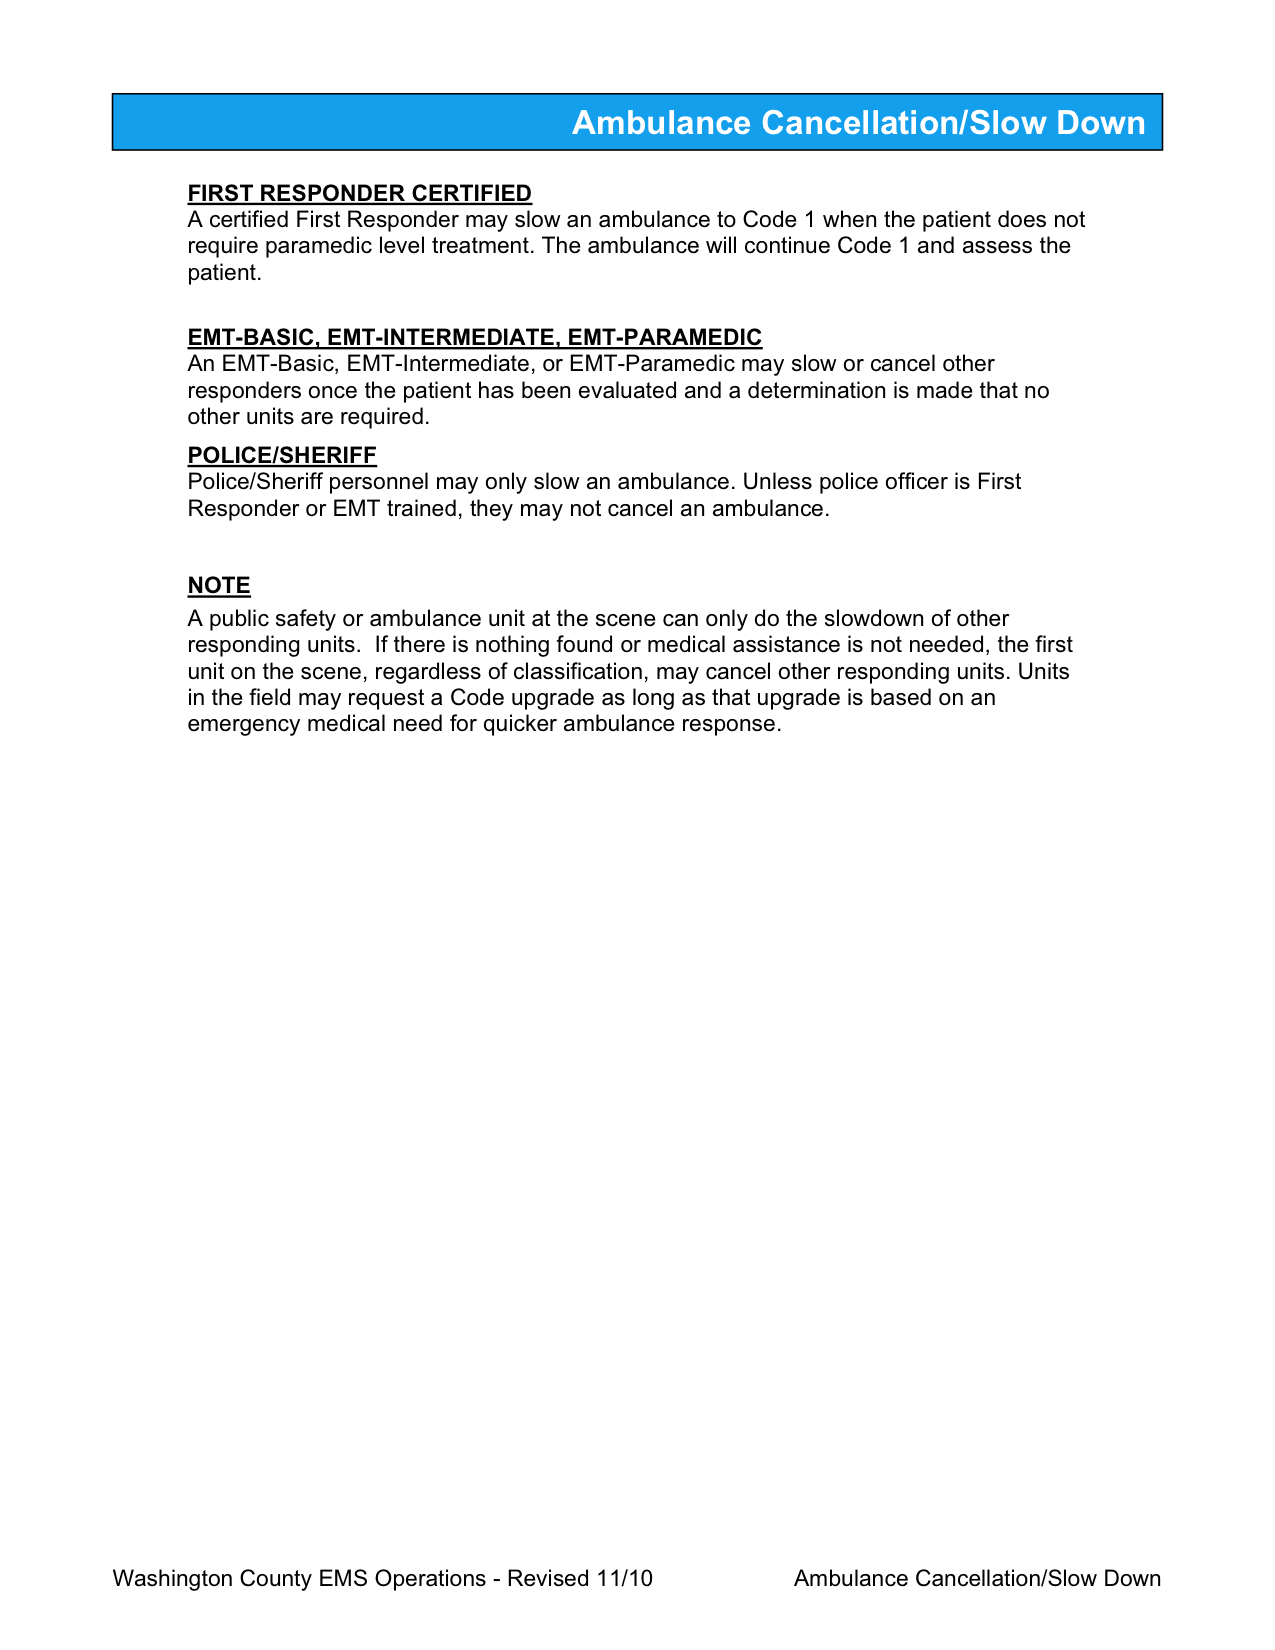 Ambulance Cancellation/Slow Down
FIRST RESPONDER CERTIFIED
A certified First Responder may slow an ambulance to Code 1 when the patient does not
require paramedic level treatment. The ambulance will continue Code 1 and assess the
patient.
EMT-BASIC, EMT-INTERMEDIATE, EMT-PARAMEDIC
An EMT-Basic, EMT-Intermediate, or EMT-Paramedic may slow or cancel other
responders once the patient has been evaluated and a determination is made that no
other units are required.
POLICE/SHERIFF
Police/Sheriff personnel may only slow an ambulance. Unless police officer is First
Responder or EMT trained, they may not cancel an ambulance.
NOTE
A public safety or ambulance unit at the scene can only do the slowdown of other
responding units.  If there is nothing found or medical assistance is not needed, the first
unit on the scene, regardless of classification, may cancel other responding units. Units
in the field may request a Code upgrade as long as that upgrade is based on an
emergency medical need for quicker ambulance response.
Washington County EMS Operations - Revised 11/10 Ambulance Cancellation/Slow Down